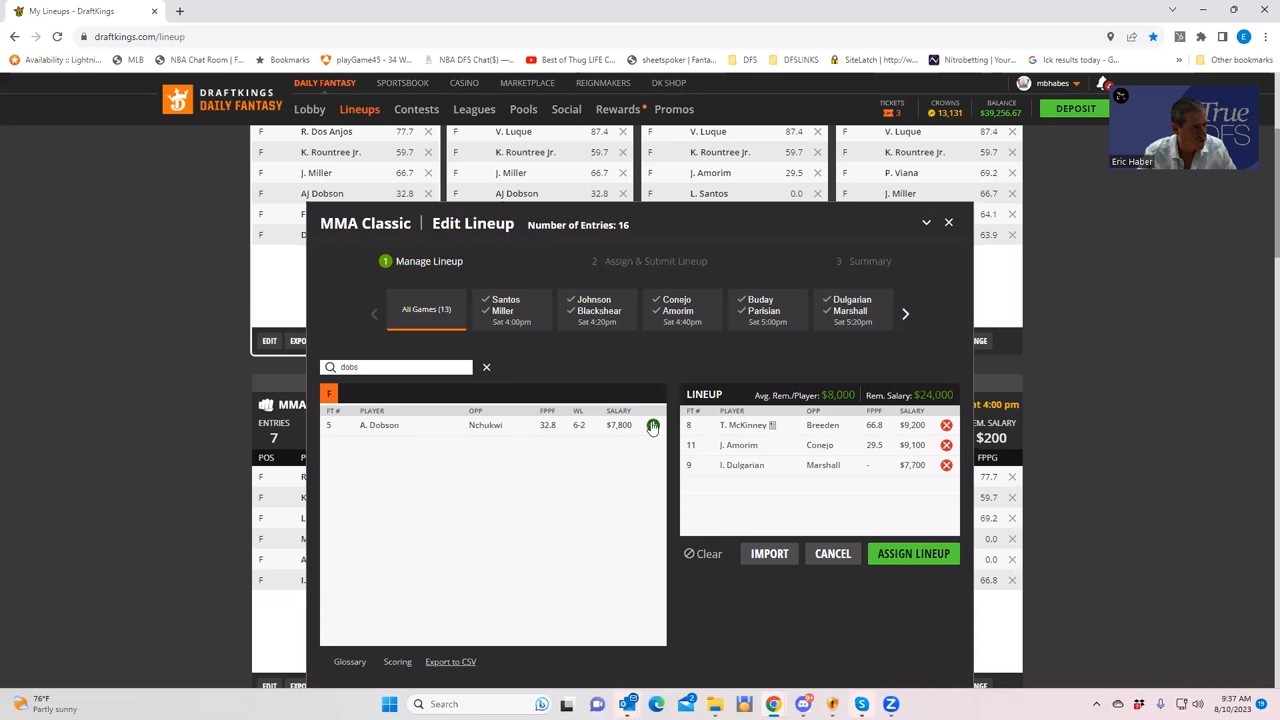 My Lineups - DraftKings
draftkings.com/lineup
E
Availability :: Lightni...
MLB
NBA Chat Room | F...
Bookmarks
playGame45 - 34 W...
NBA DFS Chat($) -...
Best of Thug LIFE C...
sheetspoker | Fanta...
DFS
DFSLINKS
SiteLatch | http://w...
Nitrobetting | Your...
Ick results today - G...
Other bookmarks
DAILY FANTASY SPORTSBOOK CASINO MARKETPLACE REIGNMAKERS DK SHOP
mbhabes
DRAFTKINGS
DAILY FANTASY
Lobby Lineups Contests Leagues Pools Social Rewards Promos
TICKETS CROWNS BALANCE
3 13,131 $39,256.67
DEPOSIT
True
Eric Haber
F R. Dos Anjos 77.7 F V. Luque 87.4 F V. Luque 87.4 F V. Luque 87.4
F K. Rountree Jr. 59.7 F K. Rountree Jr. 59.7 F K. Rountree Jr. 59.7 F K. Rountree Jr. 59.7
F J. Miller 66.7 F J. Miller 66.7 F J. Amorim 29.5 F P. Viana 69.2
F AJ Dobson 32.8 F AJ Dobson 32.8 F L. Santos 0.0 F J. Miller 66.7
F F 64.1
F D 63.9
MMA Classic | Edit Lineup Number of Entries: 16
1 Manage Lineup 2 Assign & Submit Lineup 3 Summary
All Games (13)
Santos Miller Sat 4:00pm
Johnson Blackshear Sat 4:20pm
Conejo Amorim Sat 4:40pm
Buday Parisian Sat 5:00pm
Dulgarian Marshall Sat 5:20pm
EDIT EXPO NGE
dobs
F
FT # PLAYER OPP FPPF WL SALARY
5 A. Dobson Nchukwi 32.8 6-2 $7,800
LINEUP Avg. Rem./Player: $8,000 Rem. Salary: $24,000
FT # PLAYER OPP FPPF SALARY
8 T. McKinney Breeden 66.8 $9,200
11 J. Amorim Conejo 29.5 $9,100
9 I. Dulgarian Marshall - $7,700
Clear IMPORT CANCEL ASSIGN LINEUP
Glossary Scoring Export to CSV
MMA
at 4:00 pm
ENTRIES
7
EM. SALARY
$200
POS P FPPG
F R 77.7
F K 59.7
F L 69.2
F M 0.0
F A 0.0
F I. 66.8
EDIT EXPO NGE
76°F
Partly sunny
Search
9:37 AM
8/10/2023